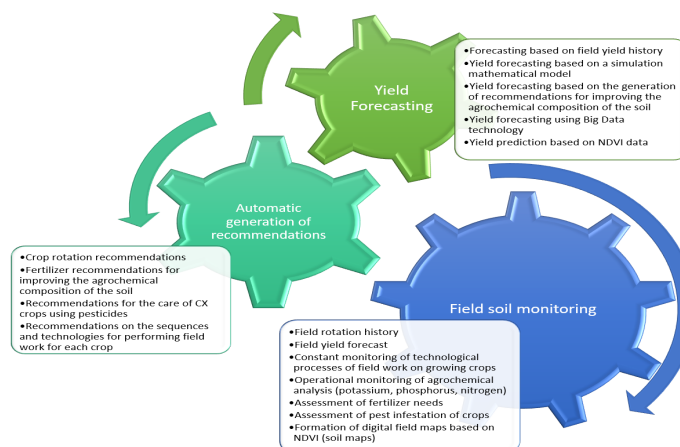 Yield
Forecasting
•Forecasting based on field yield history
•Yield forecasting based on a simulation
mathematical model
•Yield forecasting based on the generation
of recommendations for improving the
agrochemical composition of the soil
•Yield forecasting using Big Data
technology
•Yield prediction based on NDVI data
Automatic
generation of
recommendations
•Crop rotation recommendations
•Fertilizer recommendations for
improving the agrochemical
composition of the soil
•Recommendations for the care of CX
crops using pesticides
•Recommendations on the sequences
and technologies for performing field
work for each crop
Field soil monitoring
•Field rotation history
•Field yield forecast
•Constant monitoring of technological
processes of field work on growing crops
•Operational monitoring of agrochemical
analysis (potassium, phosphorus, nitrogen)
•Assessment of fertilizer needs
•Assessment of pest infestation of crops
•Formation of digital field maps based on
NDVI (soil maps)